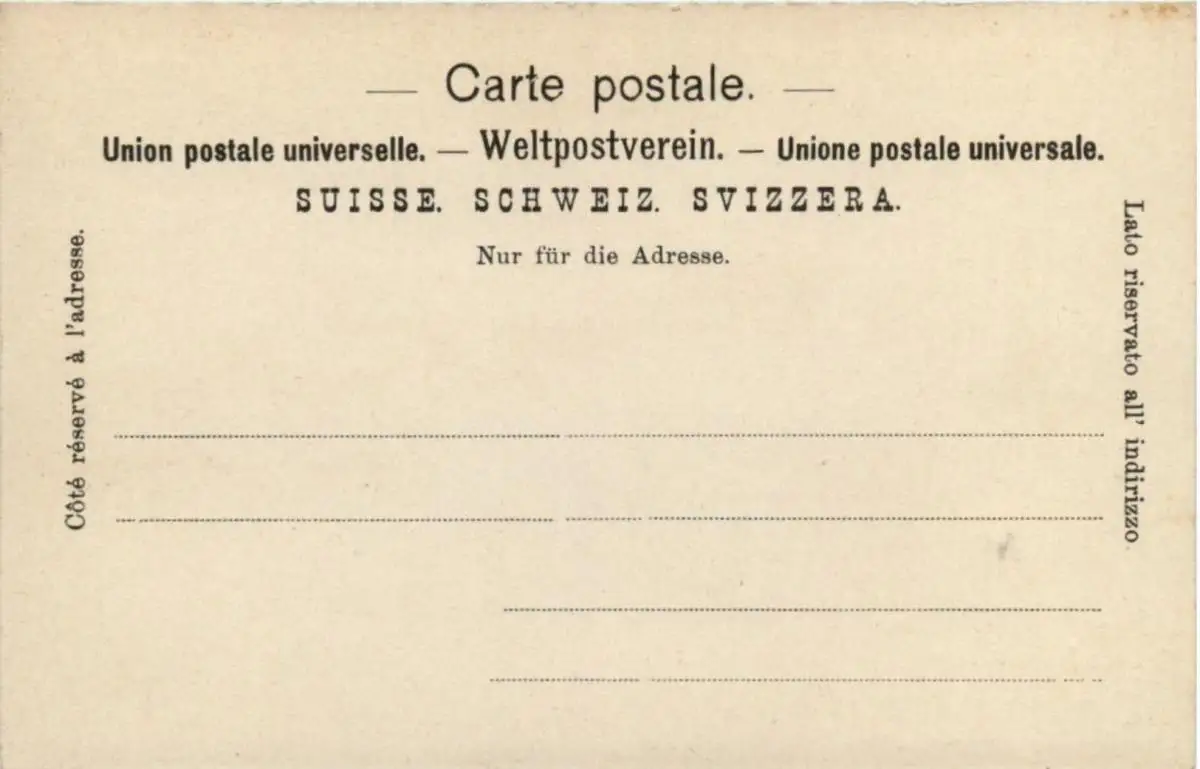 — Carte postale. —
Union postale universelle. — Weltpostverein. — Unione postale universale.
SUISSE. SCHWEIZ. SVIZZERA.
Nur für die Adresse.
Côté réservé à l'adresse.
Lato riservato all' indirizzo.